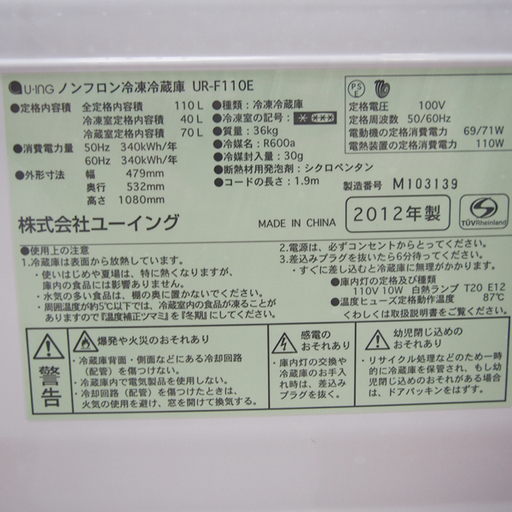 U-ING ノンフロン冷凍冷蔵庫 UR-F110E
●定格内容積 全定格内容積 110L
冷凍室定格内容積 40L
冷蔵室定格内容積 70L
●消費電力量 50Hz 340kWh/年
60Hz 340kWh/年
●外形寸法 幅 479mm
奥行 532mm
高さ 1080mm
●種類：冷凍冷蔵庫
●冷凍室の記号：
●質量：36kg
●冷媒名：R600a
●冷媒封入量：30g
●断熱材用発泡剤：シクロペンタン
●コードの長さ：1.9m
PS E
定格電圧 100V
定格周波数 50/60Hz
電動機の定格消費電力 69/71W
電熱装置の定格消費電力 110W
製造番号 M103139
株式会社ユーイング
MADE IN CHINA
2012年製
S
TÜVRheinland
●使用上の注意
1.冷蔵庫は表面から放熱しています。
・使いはじめや夏場は、特に熱くなりますが、
庫内の食品には影響ありません。
・水気の多い食品は、棚の奥に置かないでください。
・周囲温度が約5℃以下では、冷蔵室内の食品が凍ることが
ありますので『温度補注ツマミ』を『冬期』にしてください。
2.電源は、必ずコンセントからとってください。
3.差込みプラグを抜いたら6分待ってください。
・すぐに差し込むと冷蔵庫に無理がかかります。
●庫内灯の定格及び種類
110V 10W 白熱ランプ T20 E12
●温度ヒューズ定格動作温度 87℃
くわしくは取扱説明書をご覧ください。
警告
爆発や火災のおそれあり
・冷蔵庫背面・側面などにある冷却回路
（配管）を傷つけない。
・冷蔵庫内で電気製品を使用しない。
・冷却回路（配管）を傷つけたときは、
火気の使用を避け、窓を開けて換気する。
感電の
おそれあり
・庫内灯の交換や
冷蔵庫のお手入
れ時は、差込み
プラグを抜く。
幼児閉じ込めの
おそれあり
・リサイクル処理などのため一時
的に冷蔵庫を保管され、もし幼
児閉じ込めのおそれがある場合
は、ドアパッキンをはずす。